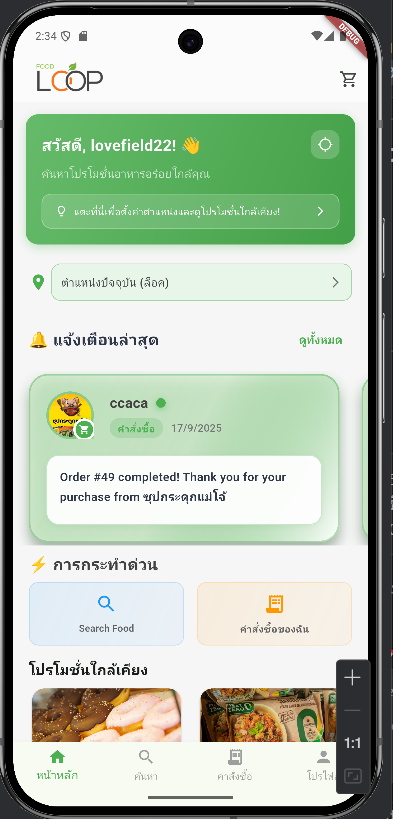 2:34
DEBUG
FOOD
LOOP
สวัสดี, lovefield22! 👋
ค้นหาโปรโมชั่นอาหารอร่อยใกล้คุณ
แตะที่นี่เพื่อตั้งค่าตำแหน่งและดูโปรโมชั่นใกล้เคียง!
ตำแหน่งปัจจุบัน (ล็อค)
🔔 แจ้งเตือนล่าสุด
ดูทั้งหมด
ccaca
คำสั่งซื้อ 17/9/2025
Order #49 completed! Thank you for your
purchase from ซุปกระดูกแม่โจ้
⚡ การกระทำด่วน
Search Food
คำสั่งซื้อของฉัน
โปรโมชั่นใกล้เคียง
1:1
หน้าหลัก
ค้นหา
คำสั่งซื้อ